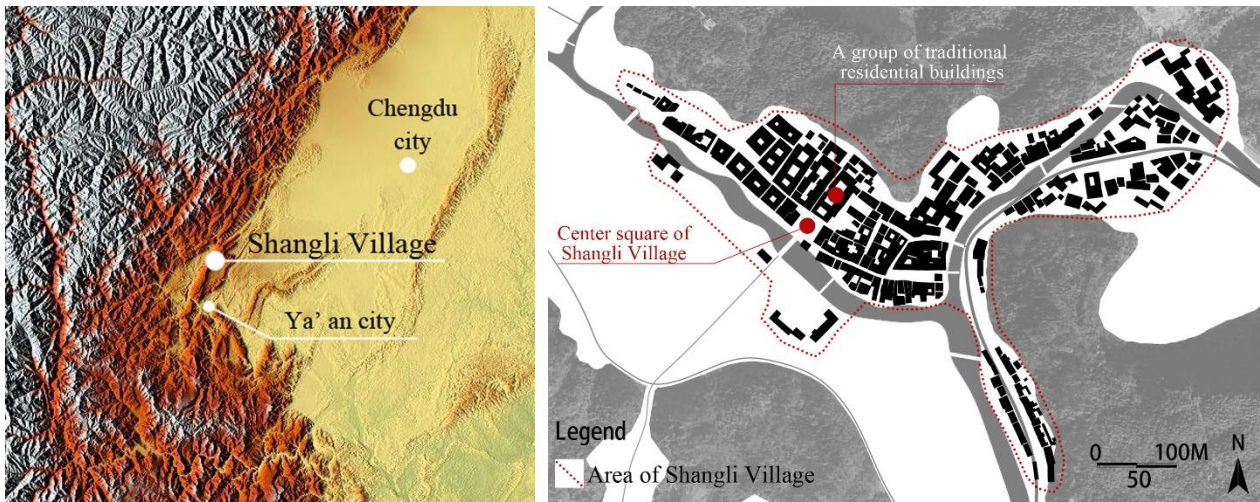 Chengdu
city
Shangli Village
Ya' an city
A group of traditional
residential buildings
Center square of
Shangli Village
Legend
Area of Shangli Village
0 100M
50
N